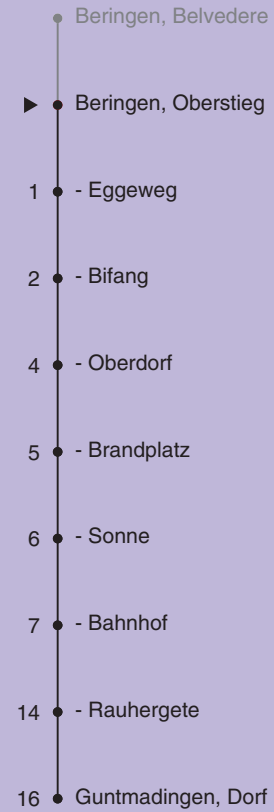 Beringen, Belvedere
Beringen, Oberstieg
1 - Eggeweg
2 - Bifang
4 - Oberdorf
5 - Brandplatz
6 - Sonne
7 - Bahnhof
14 - Rauhergete
16 Guntmadingen, Dorf